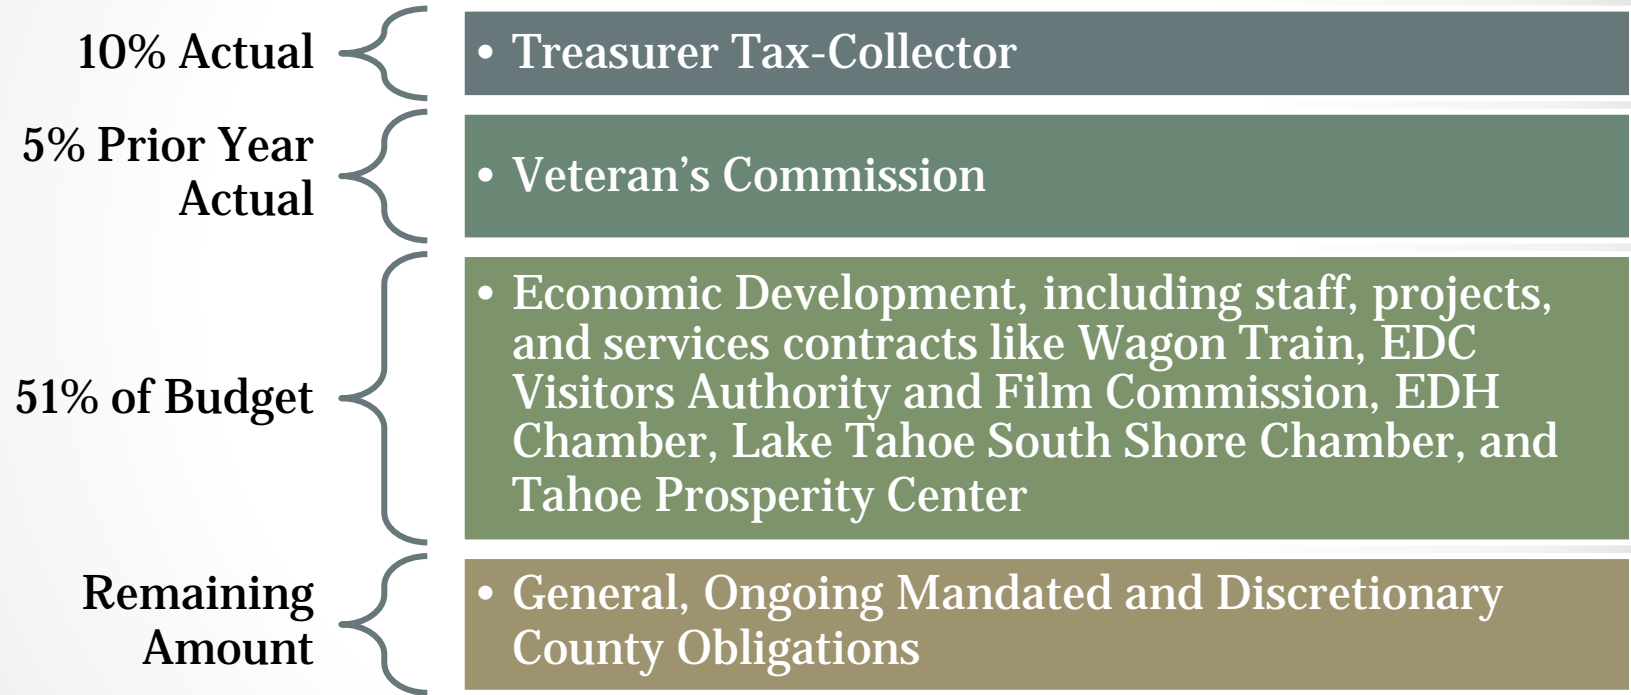 10% Actual
• Treasurer Tax-Collector
5% Prior Year
Actual
• Veteran’s Commission
51% of Budget
• Economic Development, including staff, projects,
and services contracts like Wagon Train, EDC
Visitors Authority and Film Commission, EDH
Chamber, Lake Tahoe South Shore Chamber, and
Tahoe Prosperity Center
Remaining
Amount
• General, Ongoing Mandated and Discretionary
County Obligations